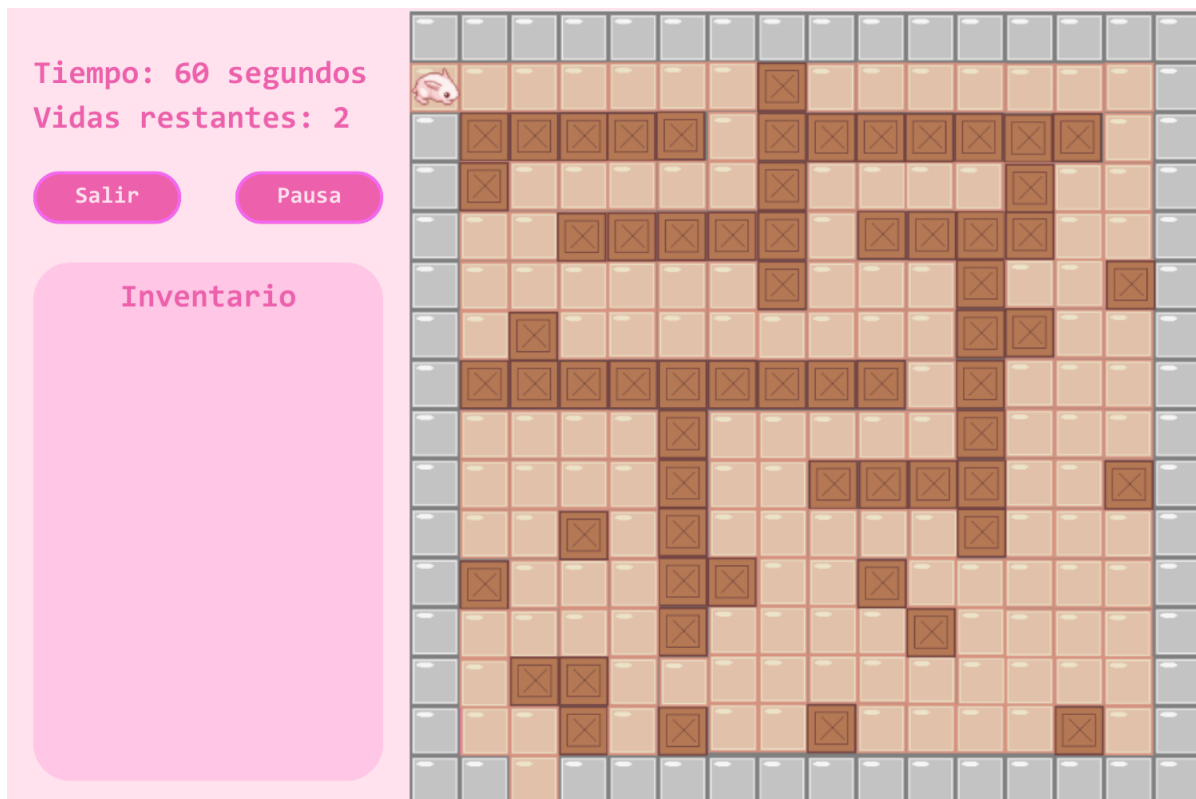 Tiempo: 60 segundos
Vidas restantes: 2
Salir
Pausa
Inventario